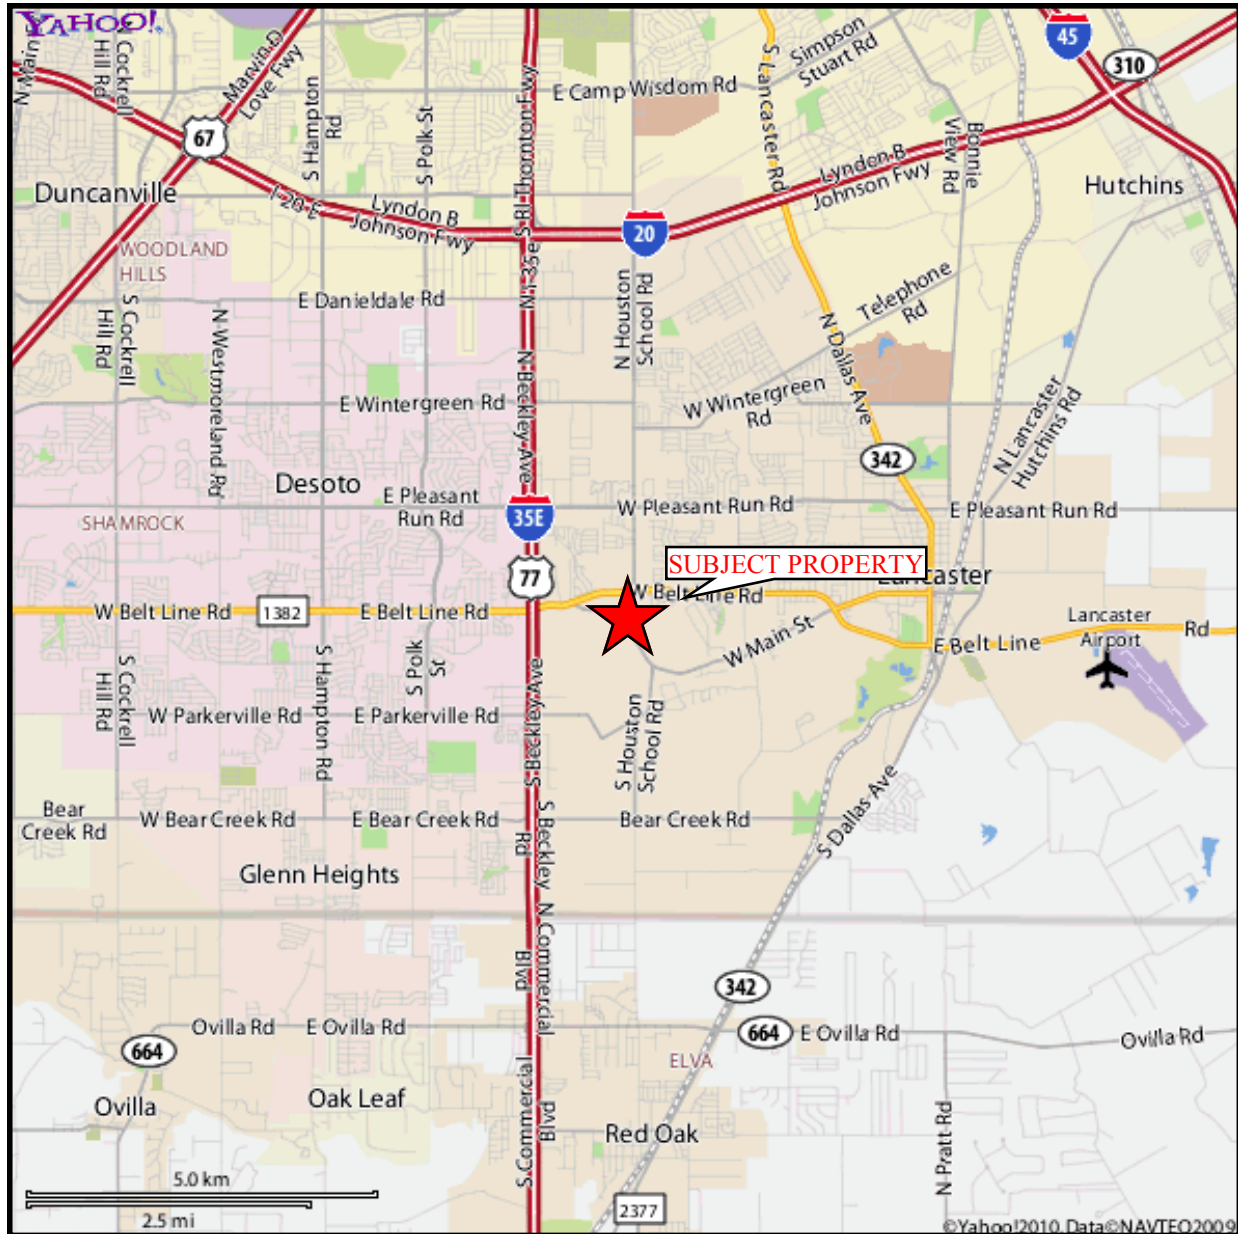 YAHOO!
N Main
N Cockrell
Hill Rd
Marvin D
Love Fwy
S Hampton
Rd
S Polk St
S Rl Thornton Fwy
E Camp Wisdom Rd
S Lancaster Rd
Simpson
Stuart Rd
45
310
67
Duncanville
I-20 E
Lyndon B
Johnson Fwy
20
Lyndon B
Johnson Fwy
Bonnie
View Rd
Hutchins
WOODLAND
HILLS
S Cockrell
Hill Rd
N Westmoreland Rd
E Danieldale Rd
N I-35e
N Houston
School Rd
Telephone
Rd
N Dallas Ave
N Beckley Ave
E Wintergreen Rd
W Wintergreen
Rd
N Lancaster
Hutchins Rd
342
Desoto
E Pleasant
Run Rd
35E
W Pleasant Run Rd
E Pleasant Run Rd
SHAMROCK
77
SUBJECT PROPERTY
Lancaster
W Belt Line Rd
1382
E Belt Line Rd
W Belt Line Rd
W Main St
E Belt Line
Rd
Lancaster
Airport
S Cockrell
Hill Rd
S Hampton Rd
S Polk
St
S Beckley Ave
W Parkerville Rd
E Parkerville Rd
S Houston
School Rd
Bear
Creek Rd
W Bear Creek Rd
E Bear Creek Rd
Bear Creek Rd
S Beckley
Rd
S Dallas Ave
Glenn Heights
N Commercial
Blvd
342
Ovilla Rd
E Ovilla Rd
664
664
E Ovilla Rd
Ovilla Rd
ELVA
Ovilla
Oak Leaf
S Commercial
Blvd
Red Oak
N Pratt Rd
5.0 km
2.5 mi
2377
©Yahoo!2010, Data©NAVTEQ2009